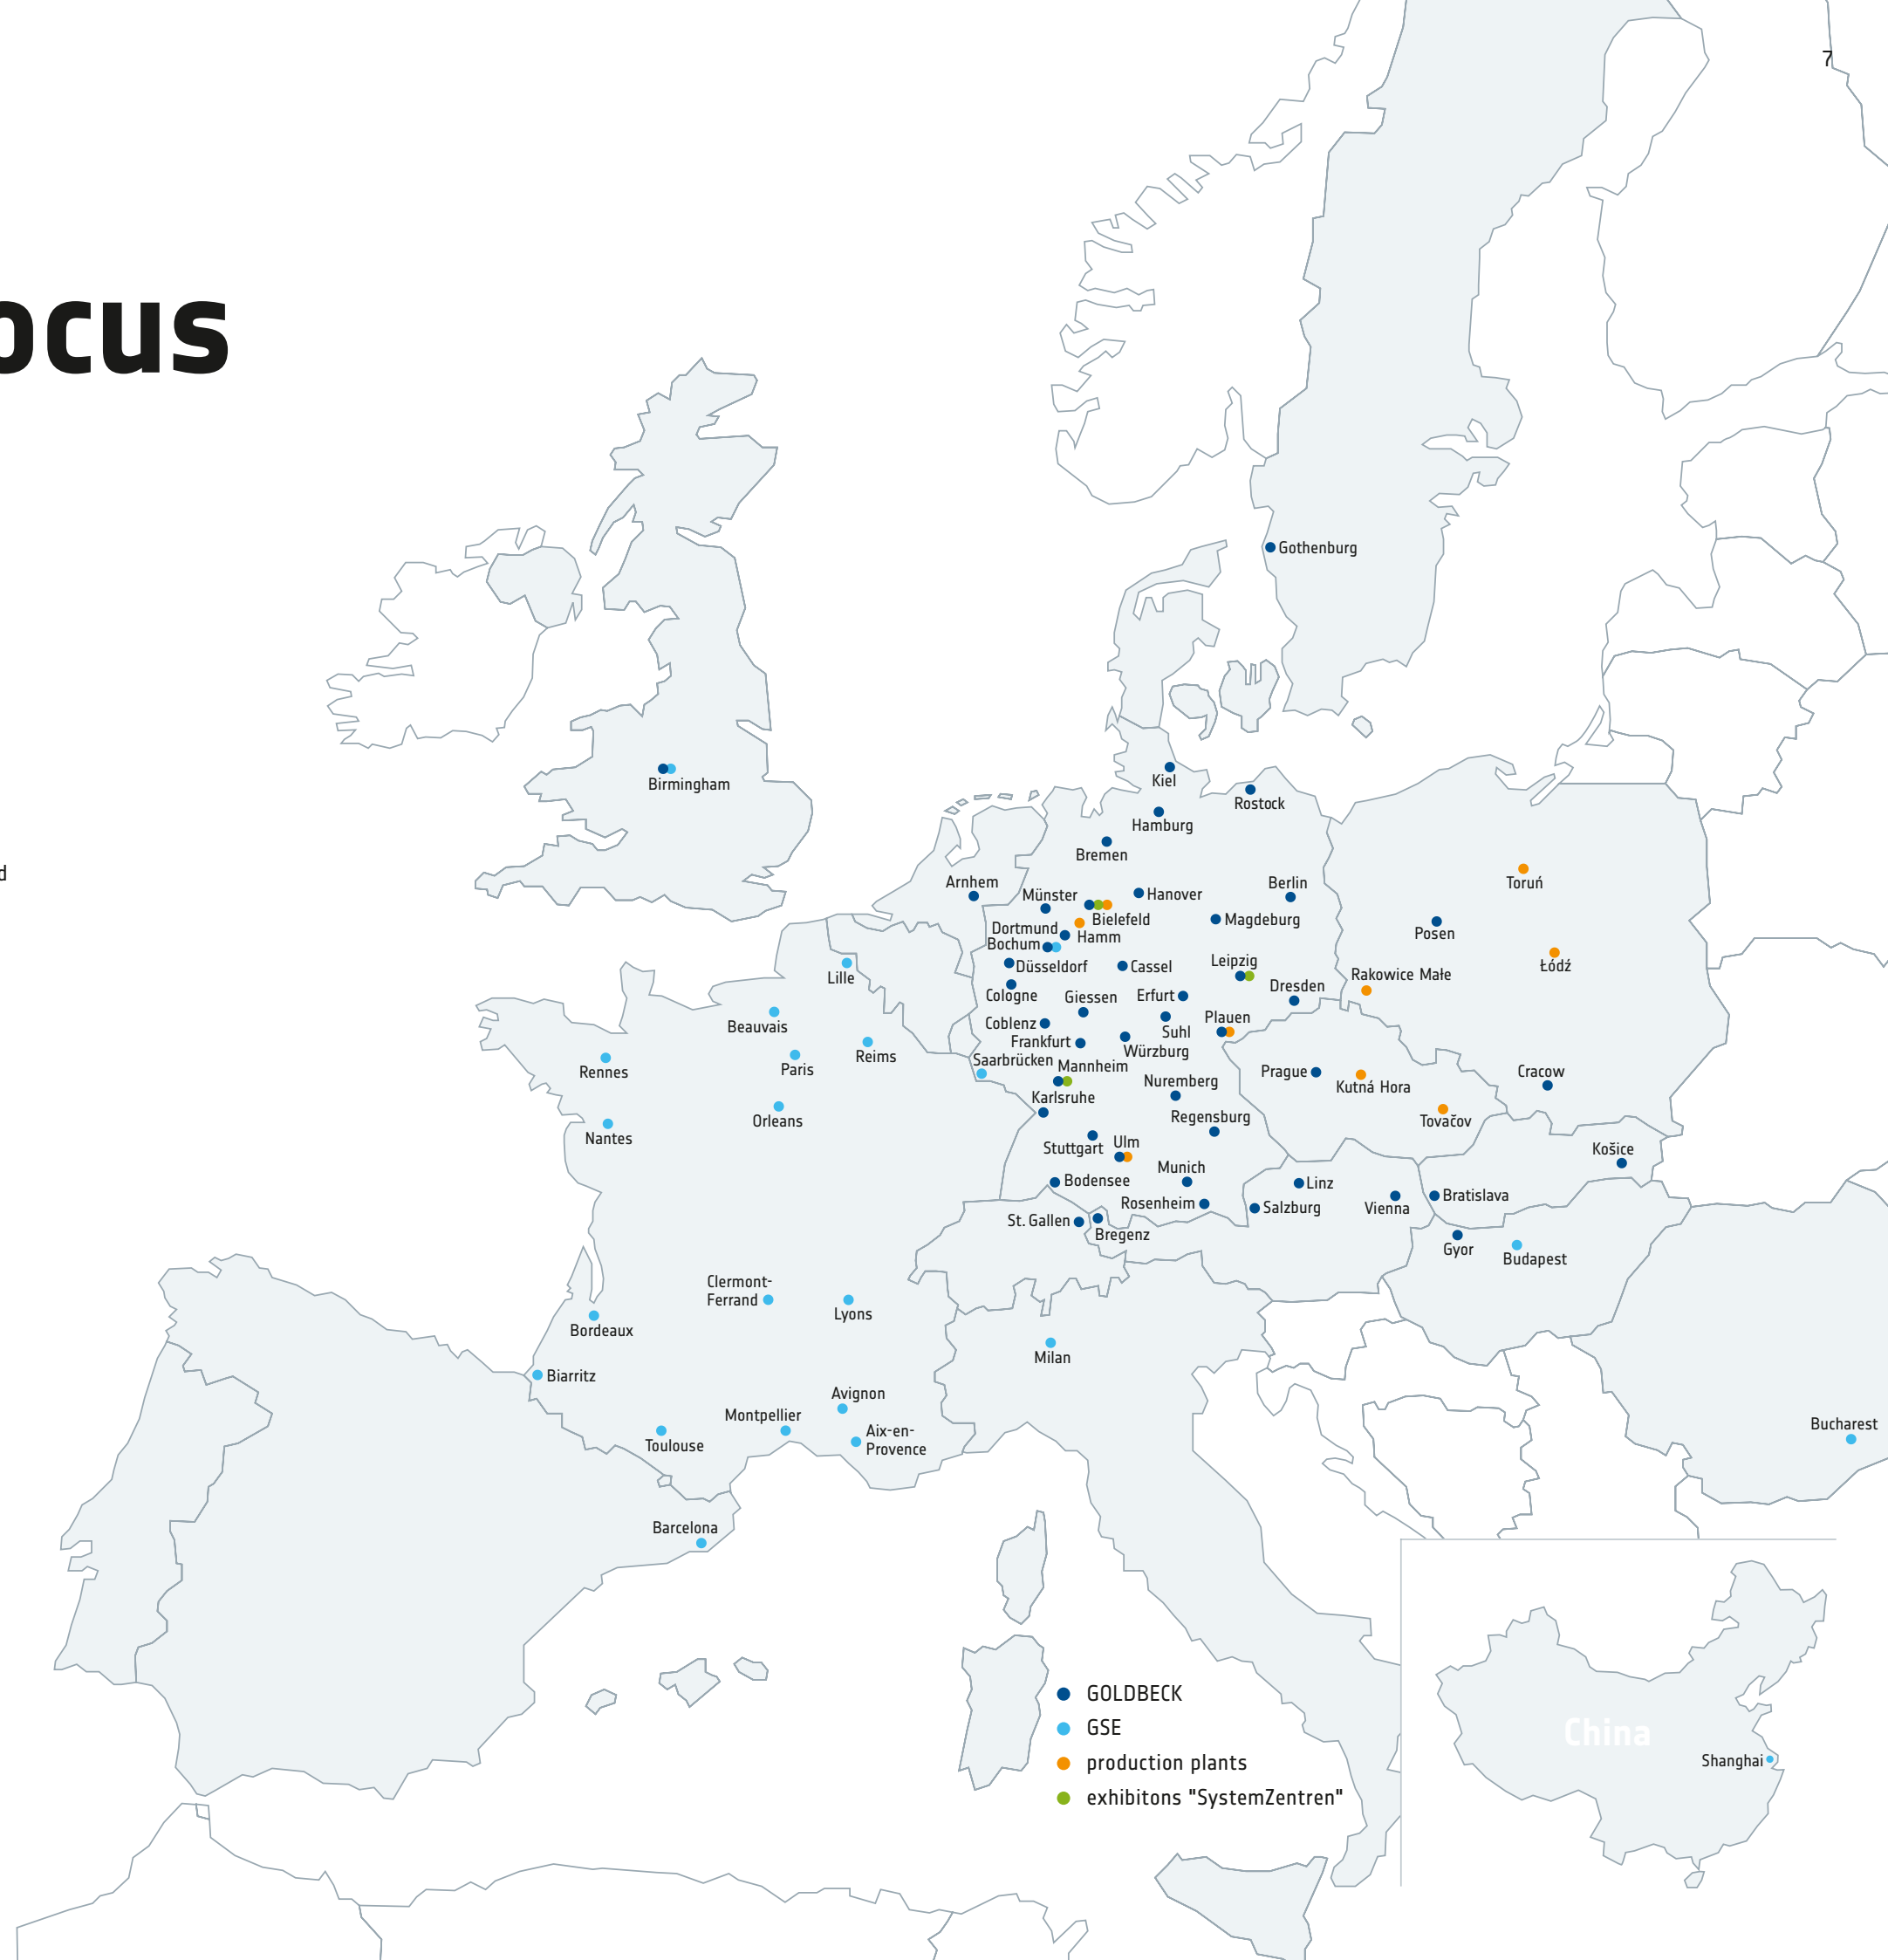 7
ocus
d
Gothenburg
Birmingham
Kiel
Rostock
Hamburg
Bremen
Arnhem
Münster
Hanover
Berlin
Toruń
Bielefeld
Magdeburg
Posen
Dortmund
Hamm
Bochum
Lille
Düsseldorf
Cassel
Leipzig
Łódź
Rakowice Małe
Cologne
Giessen
Erfurt
Dresden
Beauvais
Coblenz
Suhl
Plauen
Frankfurt
Würzburg
Reims
Paris
Rennes
Saarbrücken
Mannheim
Prague
Kutná Hora
Cracow
Nuremberg
Karlsruhe
Orleans
Regensburg
Tovačov
Nantes
Stuttgart
Ulm
Košice
Munich
Bodensee
Linz
Bratislava
Rosenheim
Salzburg
Vienna
St. Gallen
Bregenz
Gyor
Budapest
Clermont-
Ferrand
Lyons
Bordeaux
Milan
Biarritz
Avignon
Montpellier
Aix-en-
Provence
Toulouse
Bucharest
Barcelona
GOLDBECK
GSE
production plants
exhibitons "SystemZentren"
China
Shanghai